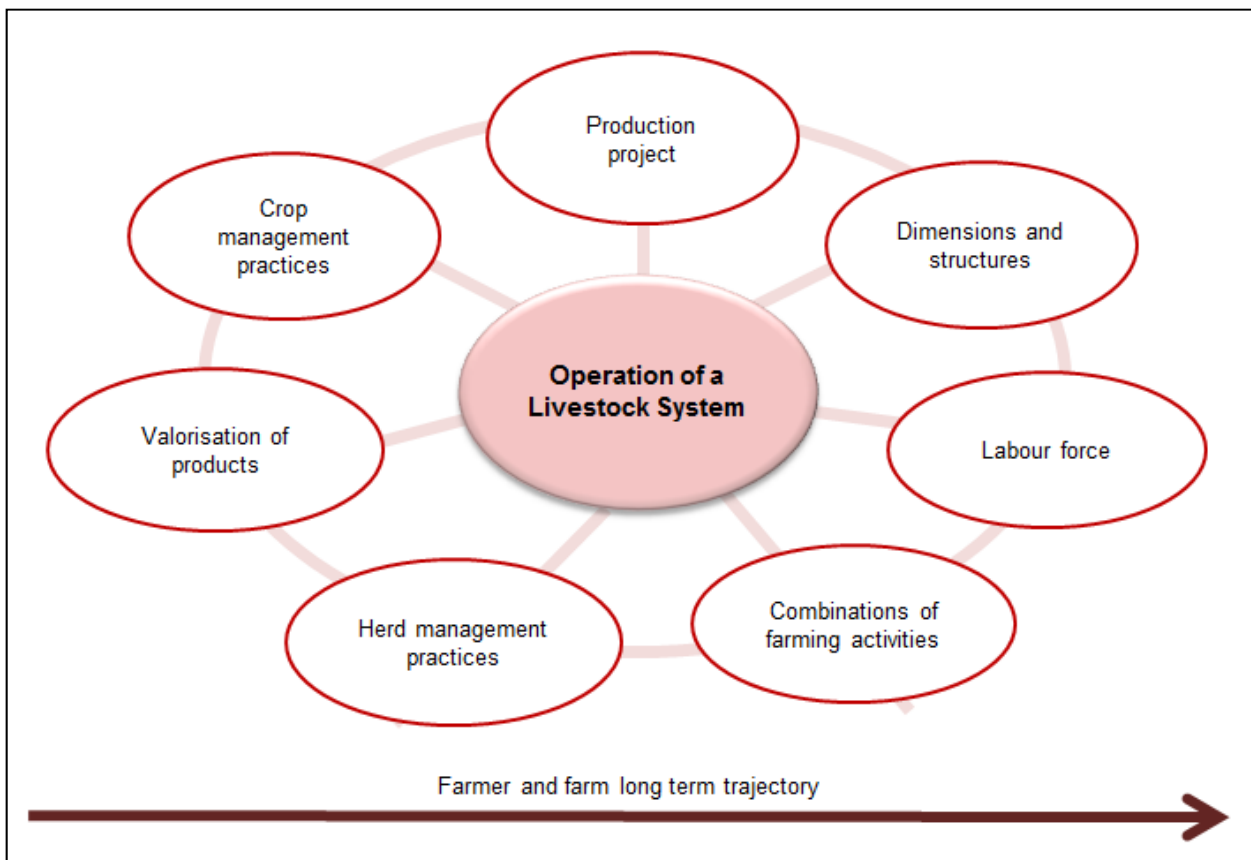 Production
project
Crop
management
practices
Dimensions and
structures
Operation of a
Livestock System
Valorisation of
products
Labour force
Herd management
practices
Combinations of
farming activities
Farmer and farm long term trajectory